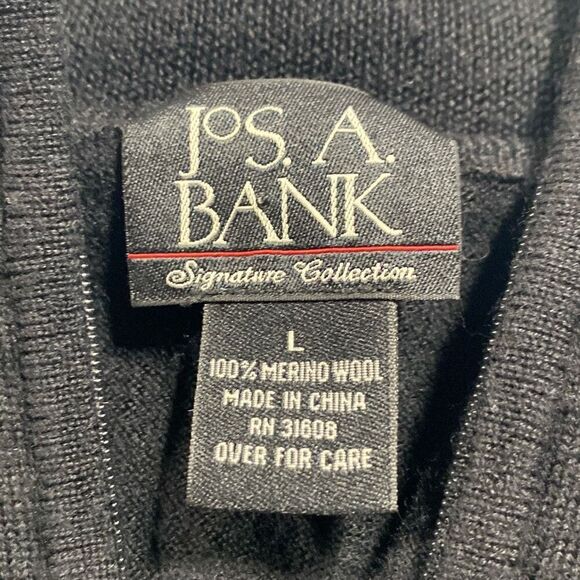 JOS. A.
BANK
Signature Collection
L
100% MERINO WOOL
MADE IN CHINA
RN 31608
OVER FOR CARE